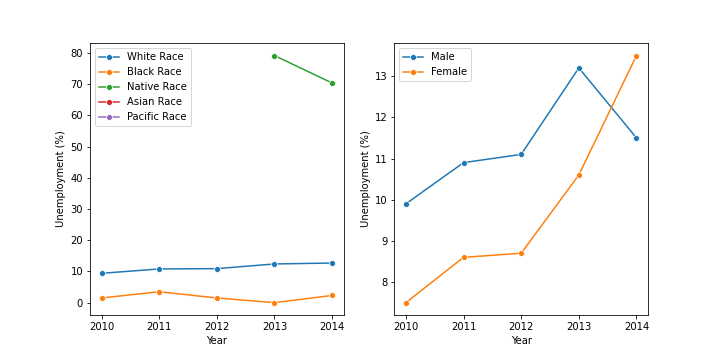 White Race
Black Race
Native Race
Asian Race
Pacific Race
80
70
60
50
40
30
20
10
0
Unemployment (%)
2010 2011 2012 2013 2014
Year
Male
Female
13
12
11
10
9
8
Unemployment (%)
2010 2011 2012 2013 2014
Year